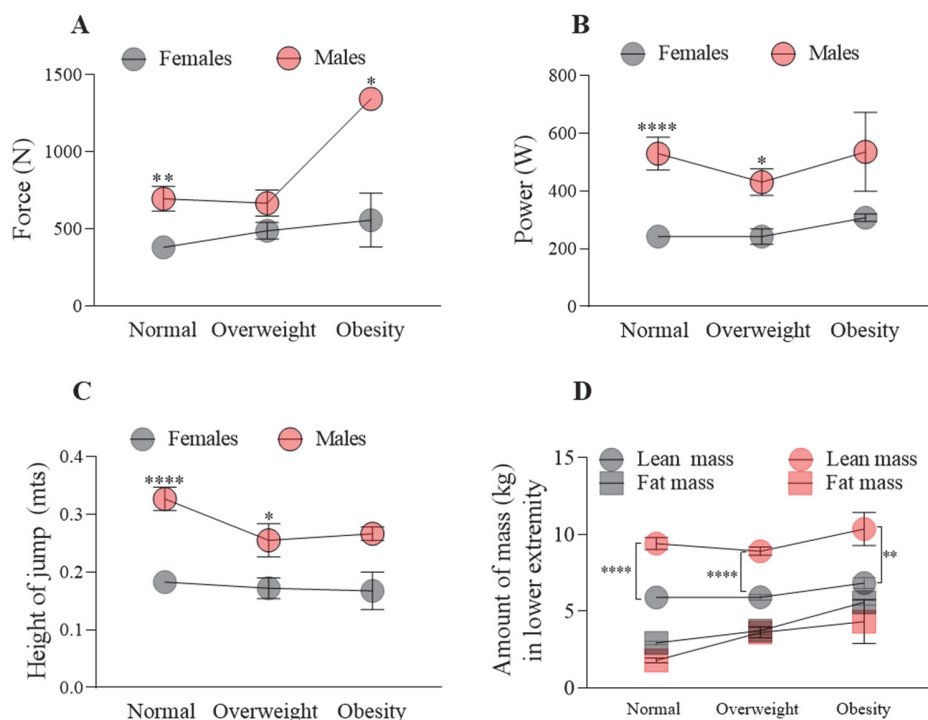 A
Females
Males
Force (N)
1500
1000
500
0
**
*
Normal
Overweight
Obesity
B
Females
Males
Power (W)
800
600
400
200
0
****
*
Normal
Overweight
Obesity
C
Females
Males
Height of jump (mts)
0.4
0.3
0.2
0.1
0.0
****
*
Normal
Overweight
Obesity
D
Lean mass
Lean mass
Fat mass
Fat mass
Amount of mass (kg)
in lower extremity
15
10
5
0
****
****
**
Normal
Overweight
Obesity